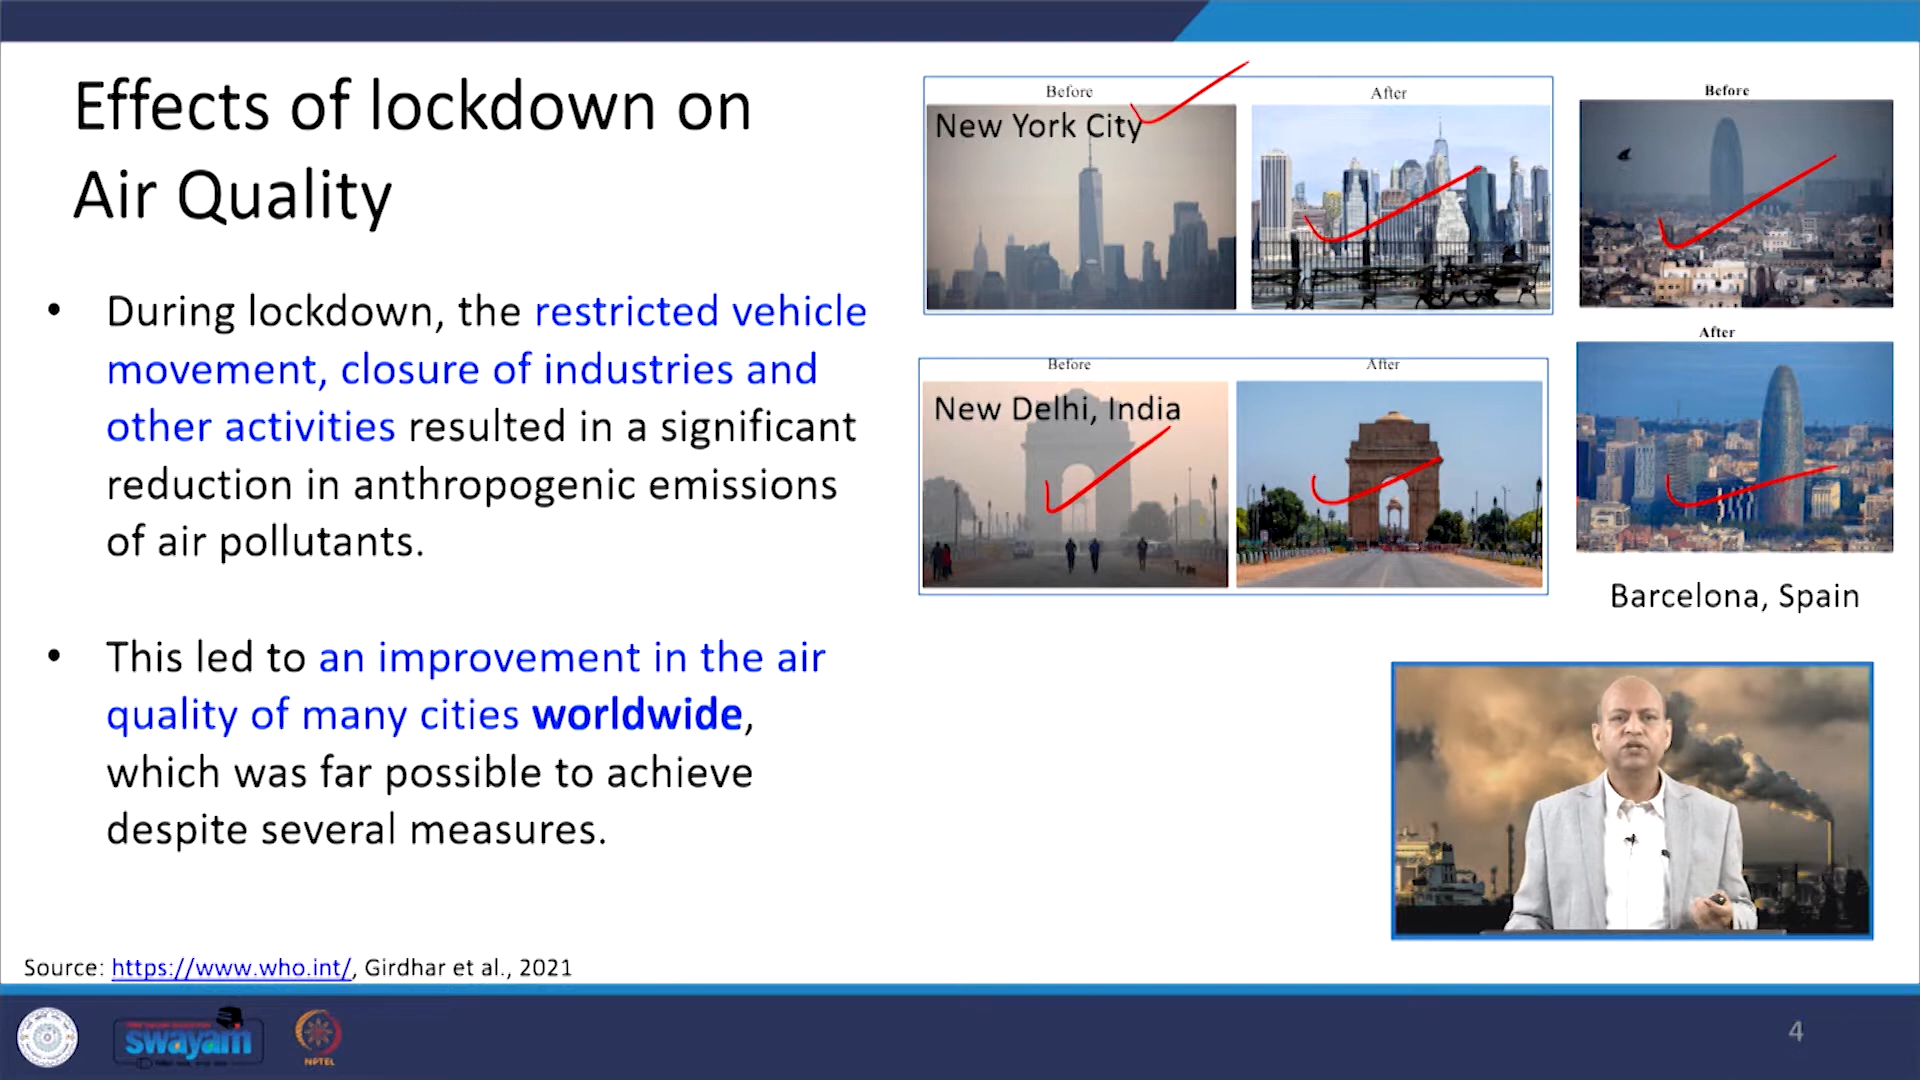 Effects of lockdown on
Air Quality
• During lockdown, the restricted vehicle
movement, closure of industries and
other activities resulted in a significant
reduction in anthropogenic emissions
of air pollutants.
• This led to an improvement in the air
quality of many cities worldwide,
which was far possible to achieve
despite several measures.
Before
After
New York City
Before
After
New Delhi, India
Before
After
Barcelona, Spain
Source: https://www.who.int/, Girdhar et al., 2021
swayam
NPTEL
4